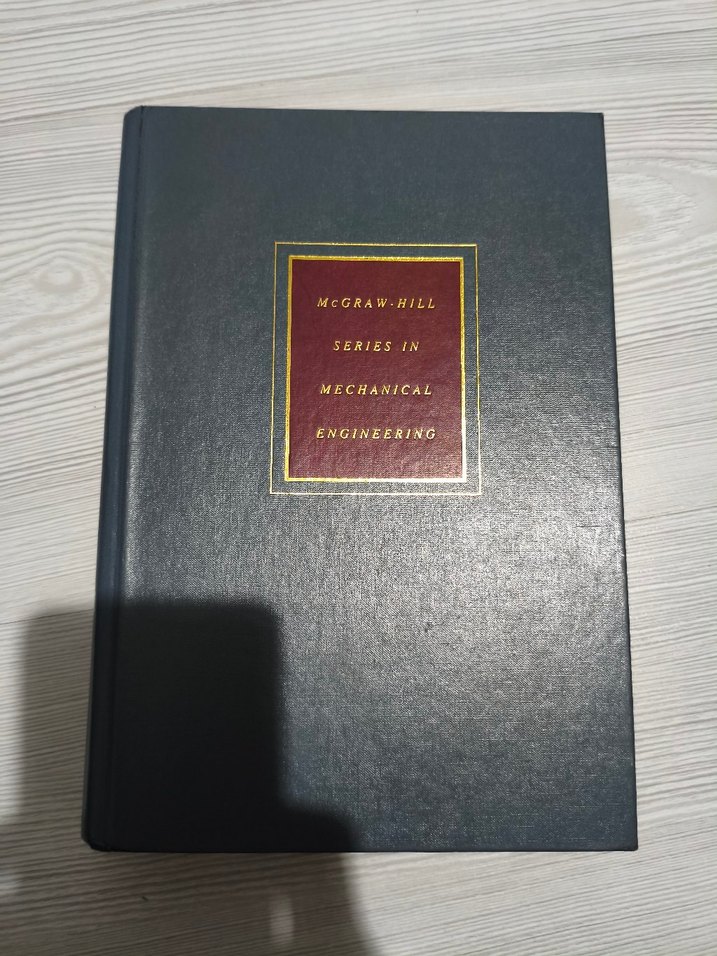 McGRAW-HILL
SERIES IN
MECHANICAL
ENGINEERING